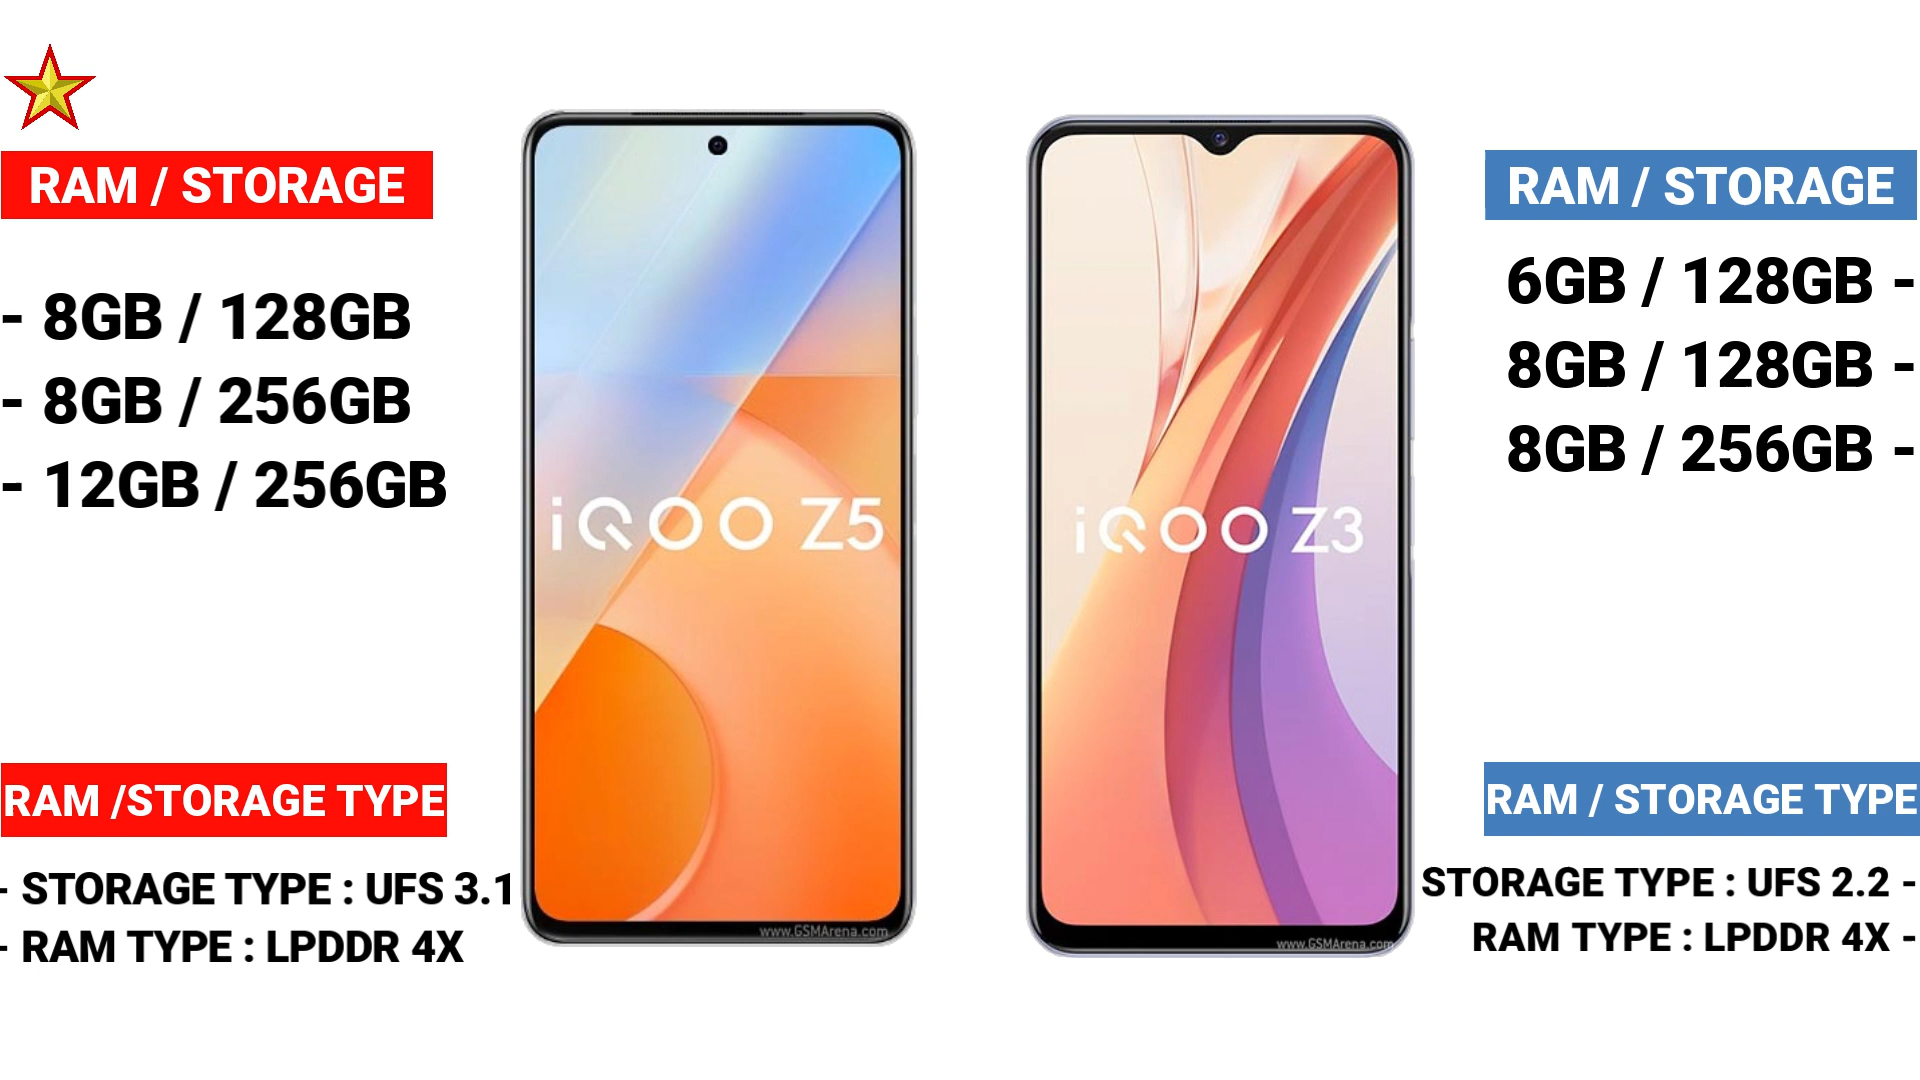 RAM / STORAGE
- 8GB / 128GB
- 8GB / 256GB
- 12GB / 256GB
RAM /STORAGE TYPE
- STORAGE TYPE : UFS 3.1
- RAM TYPE : LPDDR 4X
iQOO Z5
www.GSMArena.com
iQOO Z3
www.GSMArena.com
RAM / STORAGE
6GB / 128GB -
8GB / 128GB -
8GB / 256GB -
RAM / STORAGE TYPE
STORAGE TYPE : UFS 2.2 -
RAM TYPE : LPDDR 4X -